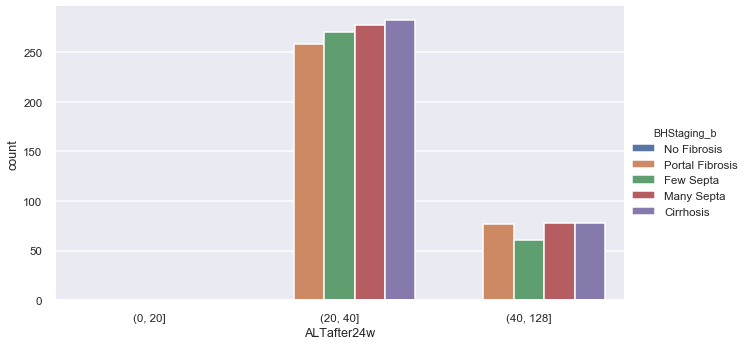 250
200
150
100
50
0
count
(0, 20]
(20, 40]
(40, 128]
ALTafter24w
BHStaging_b
No Fibrosis
Portal Fibrosis
Few Septa
Many Septa
Cirrhosis